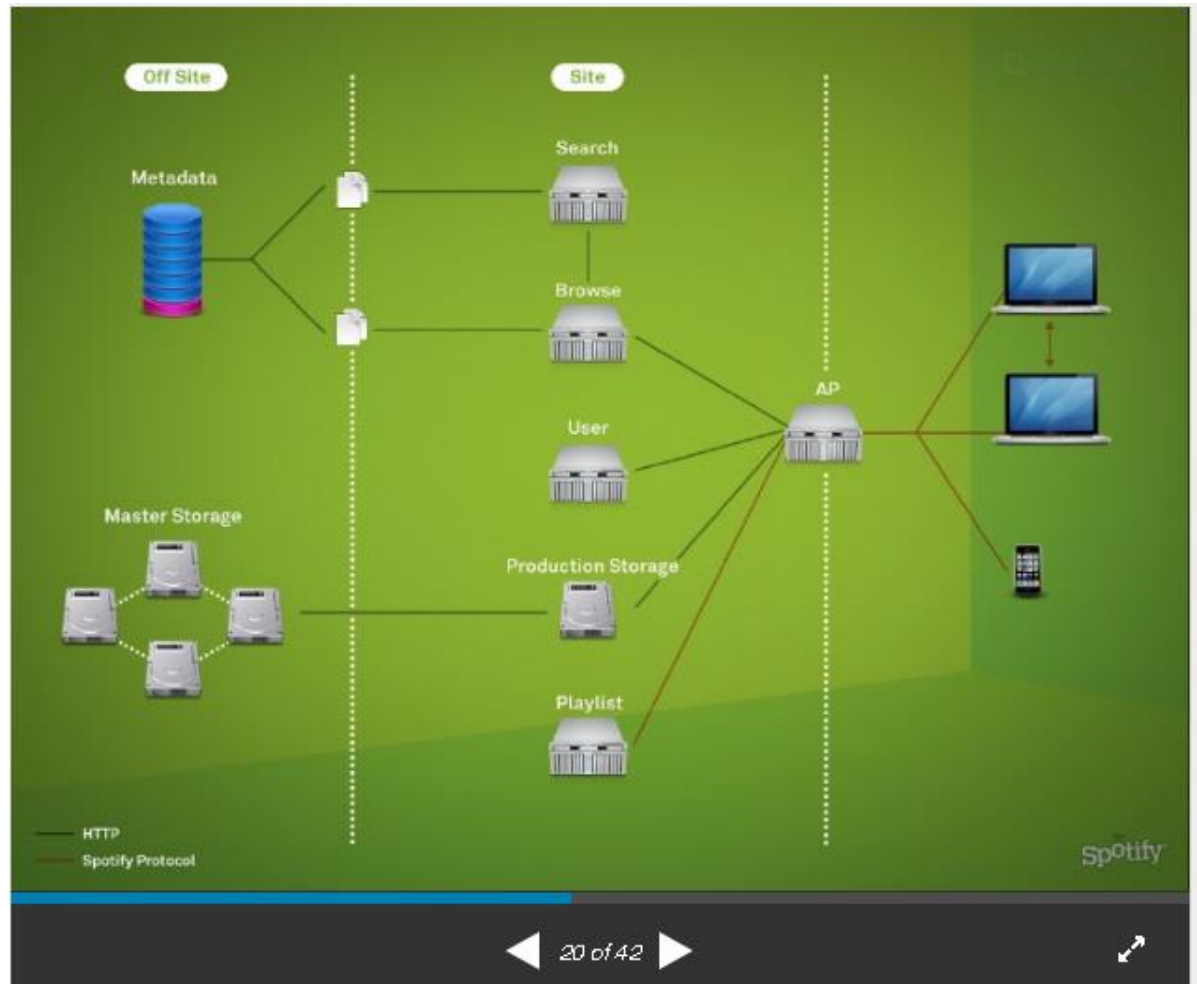 Off Site
Site
Search
Metadata
Browse
AP
User
Master Storage
Production Storage
Playlist
HTTP
Spotify Protocol
Spotify
20 of 42